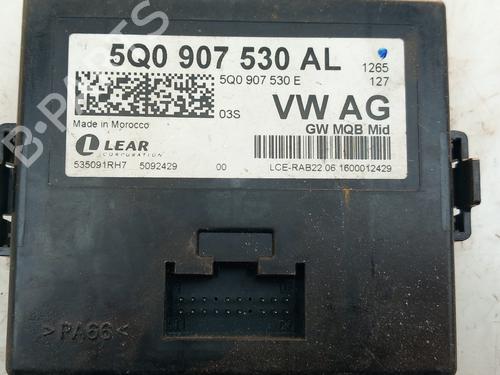 5Q0 907 530 AL
1265
5Q0 907 530 E
127
03S
VW AG
Made in Morocco
GW MQB Mid
LEAR
CORPORATION
535091RH7 5092429 00
LCE-RAB22.06 1600012429
>PA66<
B-PARTS